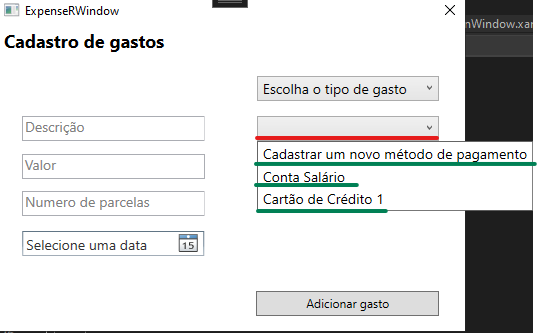 ExpenseRWindow
nWindow.xar
Cadastro de gastos
Escolha o tipo de gasto
Descrição
Cadastrar um novo método de pagamento
Valor
Conta Salário
Numero de parcelas
Cartão de Crédito 1
Selecione uma data
15
Adicionar gasto